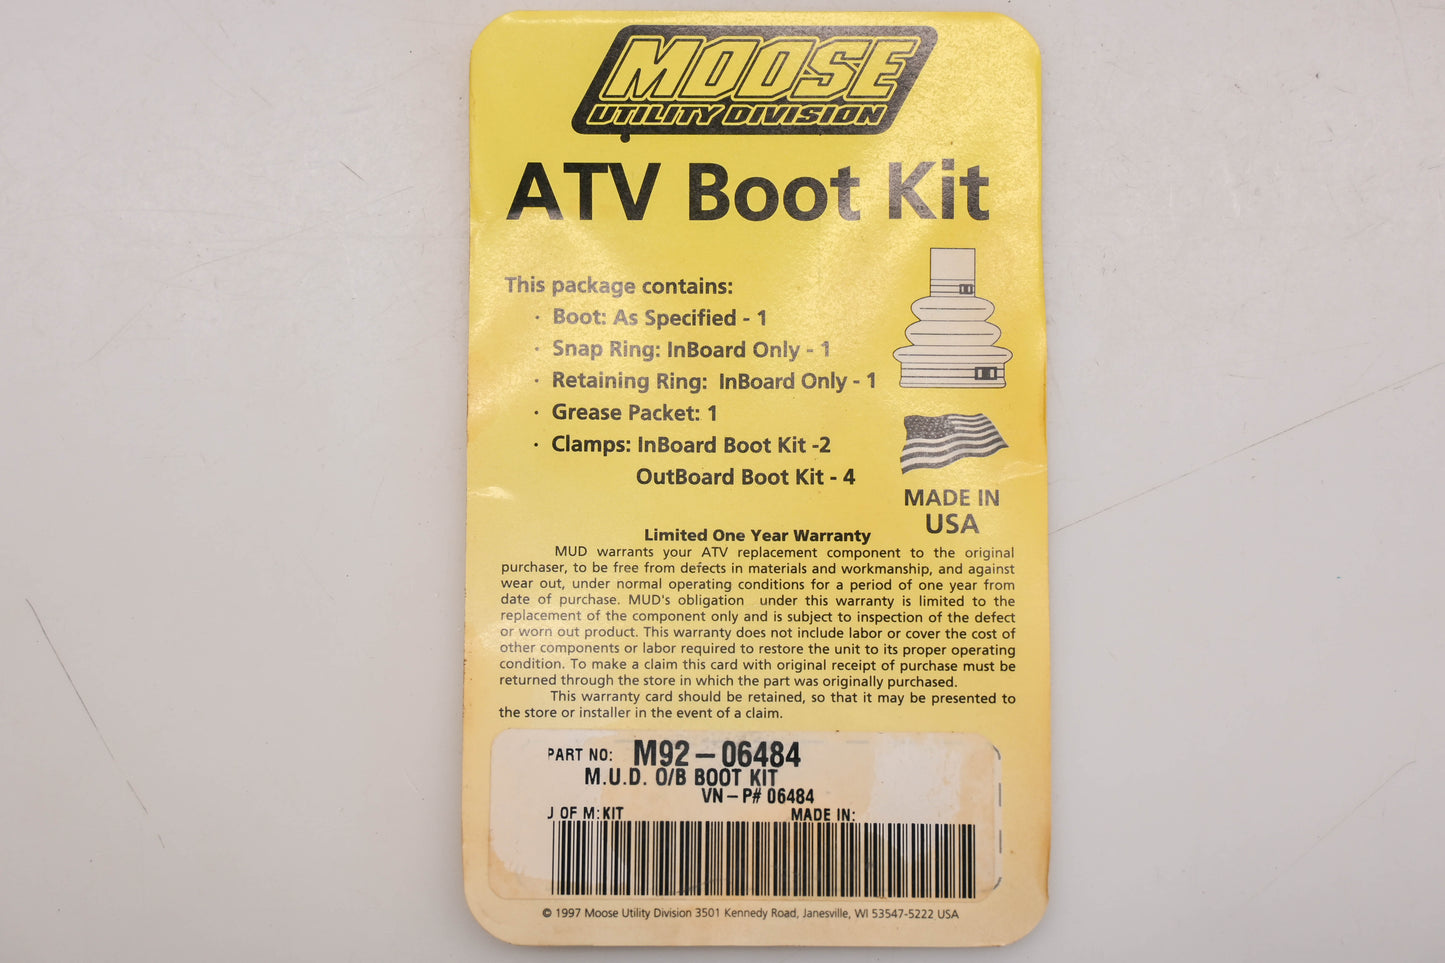 MOOSE
UTILITY DIVISION
ATV Boot Kit
This package contains:
· Boot: As Specified - 1
· Snap Ring: InBoard Only - 1
· Retaining Ring: InBoard Only - 1
· Grease Packet: 1
· Clamps: InBoard Boot Kit -2
OutBoard Boot Kit - 4
MADE IN
USA
Limited One Year Warranty
MUD warrants your ATV replacement component to the original
purchaser, to be free from defects in materials and workmanship, and against
wear out, under normal operating conditions for a period of one year from
date of purchase. MUD's obligation under this warranty is limited to the
replacement of the component only and is subject to inspection of the defect
or worn out product. This warranty does not include labor or cover the cost of
other components or labor required to restore the unit to its proper operating
condition. To make a claim this card with original receipt of purchase must be
returned through the store in which the part was originally purchased.
This warranty card should be retained, so that it may be presented to
the store or installer in the event of a claim.
PART NO: M92-06484
M.U.D. O/B BOOT KIT
VN-P# 06484
J OF M: KIT MADE IN:
© 1997 Moose Utility Division 3501 Kennedy Road, Janesville, WI 53547-5222 USA